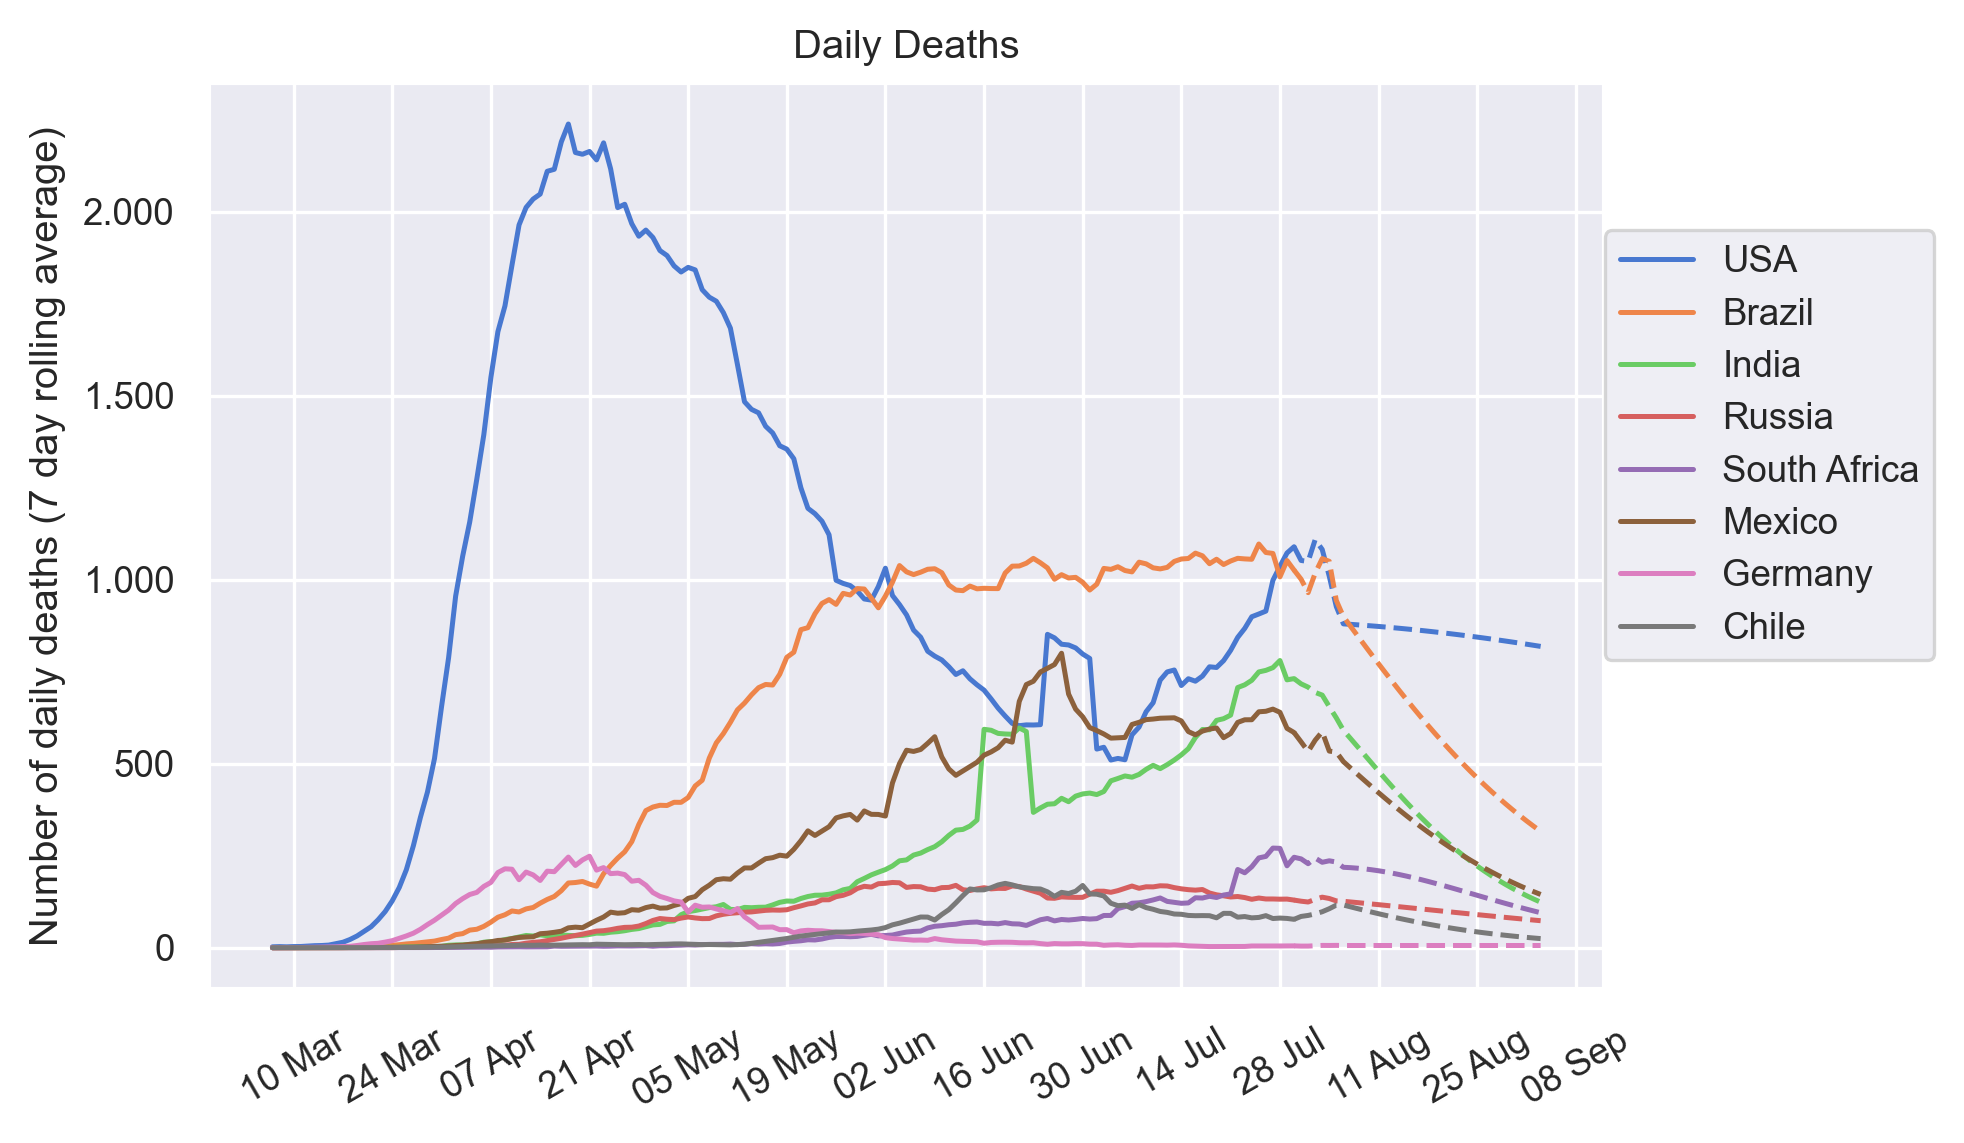 Daily Deaths
Number of daily deaths (7 day rolling average)
2.000
1.500
1.000
500
0
10 Mar
24 Mar
07 Apr
21 Apr
05 May
19 May
02 Jun
16 Jun
30 Jun
14 Jul
28 Jul
11 Aug
25 Aug
08 Sep
USA
Brazil
India
Russia
South Africa
Mexico
Germany
Chile